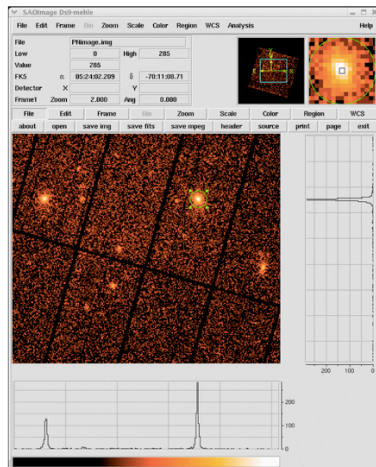 SAOImage Ds9-mehle
File Edit Frame Bin Zoom Scale Color Region WCS Analysis Help
File PNimage.img
Low 0 High 285
Value 285
FK5 α 05:24:02.209 δ -70:11:08.71
Detector X Y
Frame1 Zoom 2.000 Ang 0.000
File Edit Frame Bin Zoom Scale Color Region WCS
about open save img save fits save mpeg header source print page exit
200 100 0
200
100
0